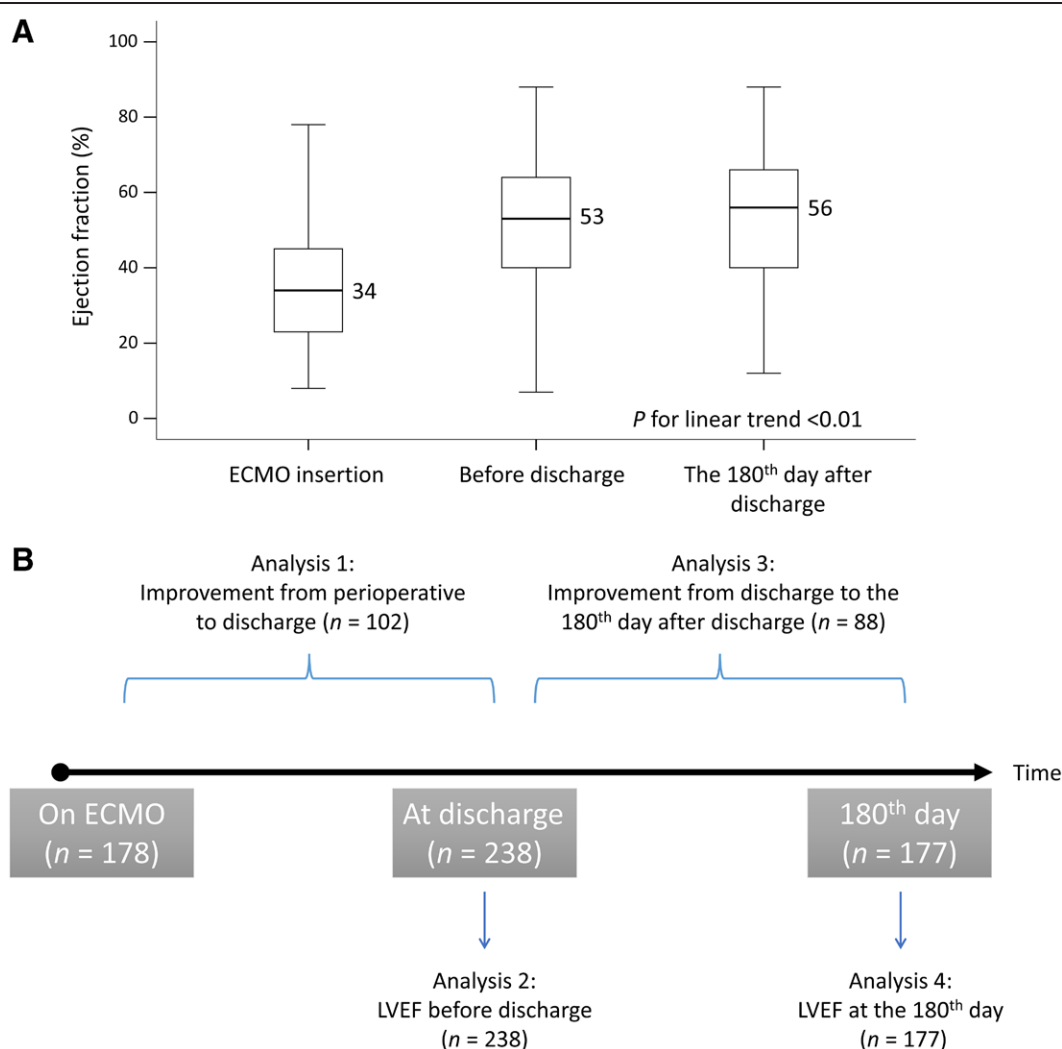 A
Ejection fraction (%)
100
80
60
40
20
0
34
53
56
P for linear trend <0.01
ECMO insertion
Before discharge
The 180th day after
discharge
B
Analysis 1:
Improvement from perioperative
to discharge (n = 102)
Analysis 3:
Improvement from discharge to the
180th day after discharge (n = 88)
Time
On ECMO
(n = 178)
At discharge
(n = 238)
180th day
(n = 177)
Analysis 2:
LVEF before discharge
(n = 238)
Analysis 4:
LVEF at the 180th day
(n = 177)